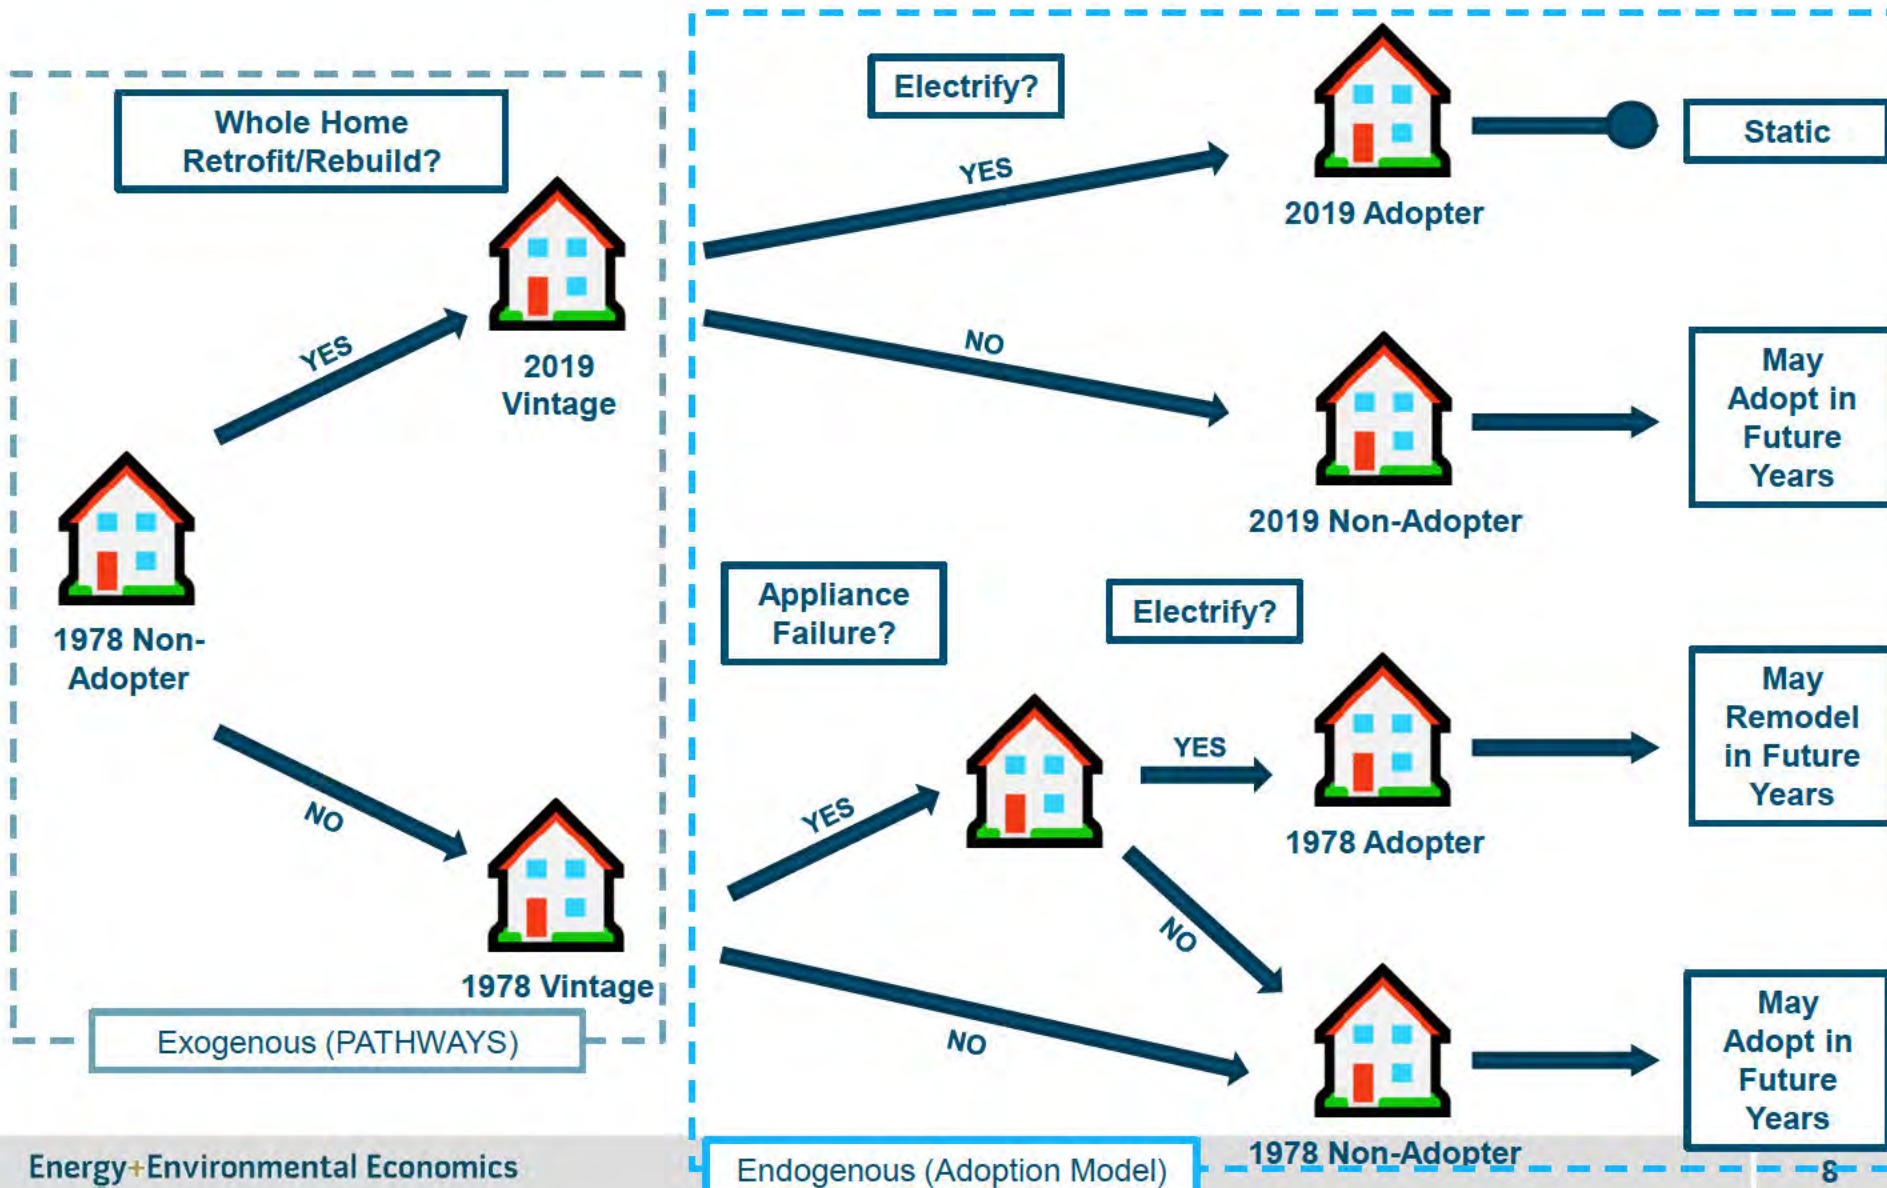 Whole Home
Retrofit/Rebuild?
YES
2019
Vintage
1978 Non-
Adopter
NO
1978 Vintage
Exogenous (PATHWAYS)
Electrify?
YES
2019 Adopter
Static
NO
2019 Non-Adopter
May
Adopt in
Future
Years
Appliance
Failure?
Electrify?
YES
YES
1978 Adopter
May
Remodel
in Future
Years
NO
NO
1978 Non-Adopter
May
Adopt in
Future
Years
Endogenous (Adoption Model)
Energy+Environmental Economics
8